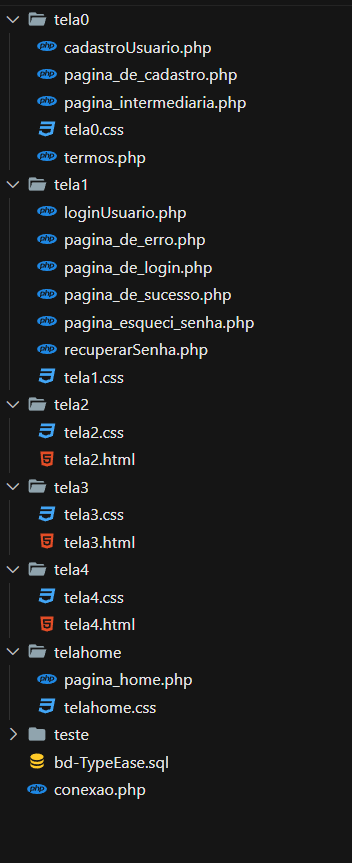 tela0
cadastroUsuario.php
pagina_de_cadastro.php
pagina_intermediaria.php
tela0.css
termos.php
tela1
loginUsuario.php
pagina_de_erro.php
pagina_de_login.php
pagina_de_sucesso.php
pagina_esqueci_senha.php
recuperarSenha.php
tela1.css
tela2
tela2.css
tela2.html
tela3
tela3.css
tela3.html
tela4
tela4.css
tela4.html
telahome
pagina_home.php
telahome.css
teste
bd-TypeEase.sql
conexao.php